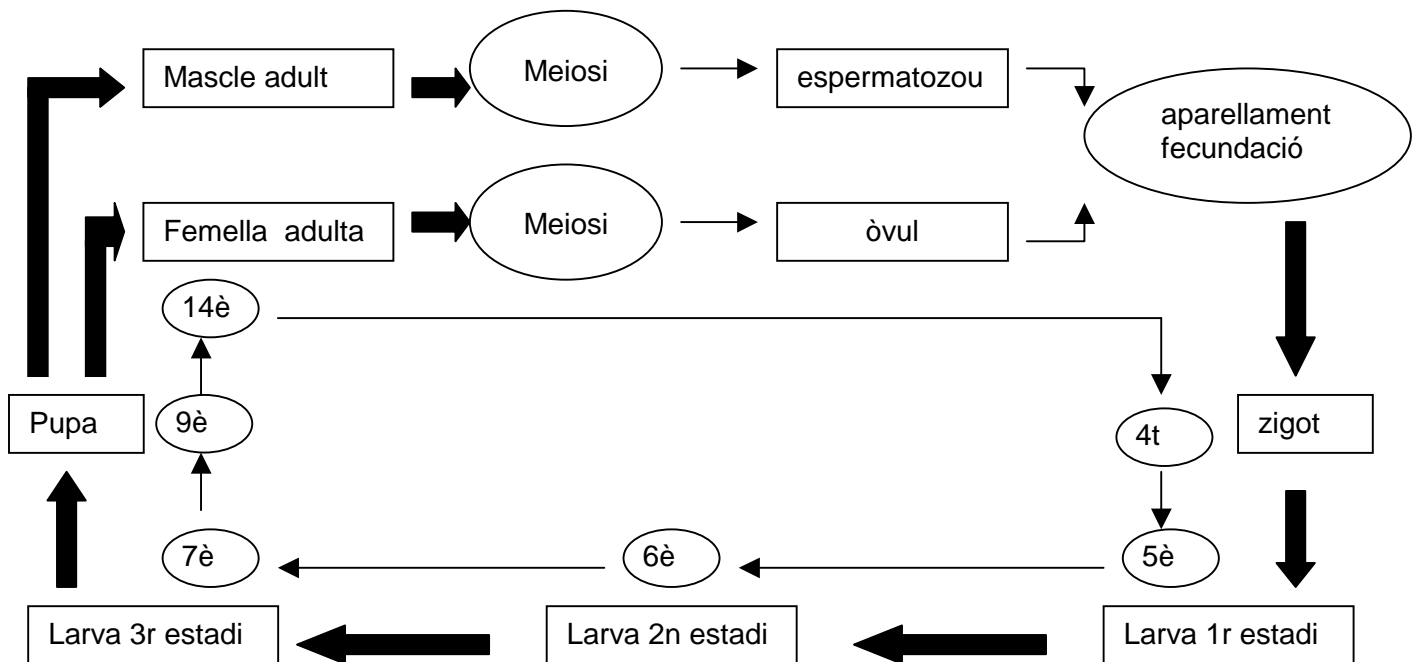 Mascle adult
Meiosi
espermatozou
aparellament
fecundació
Femella adulta
Meiosi
òvul
14è
Pupa
9è
4t
zigot
7è
6è
5è
Larva 3r estadi
Larva 2n estadi
Larva 1r estadi